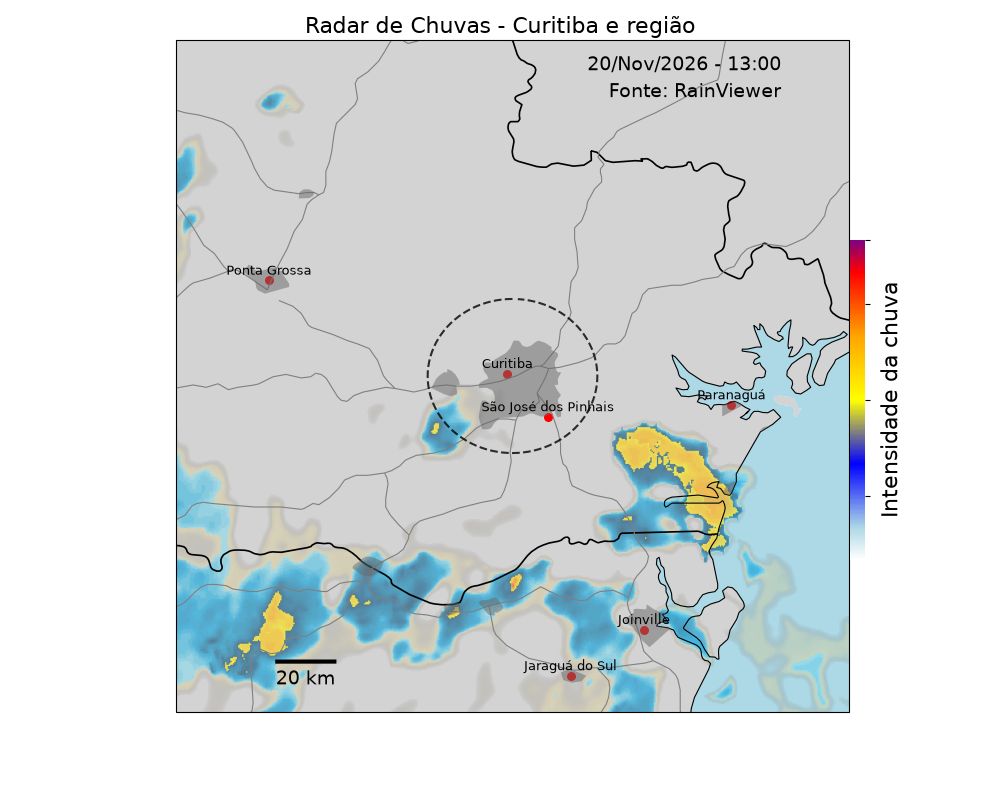 Radar de Chuvas - Curitiba e região
20/Nov/2026 - 13:00
Fonte: RainViewer
Ponta Grossa
Curitiba
Paranaguá
São José dos Pinhais
Intensidade da chuva
Joinville
Jaraguá do Sul
20 km